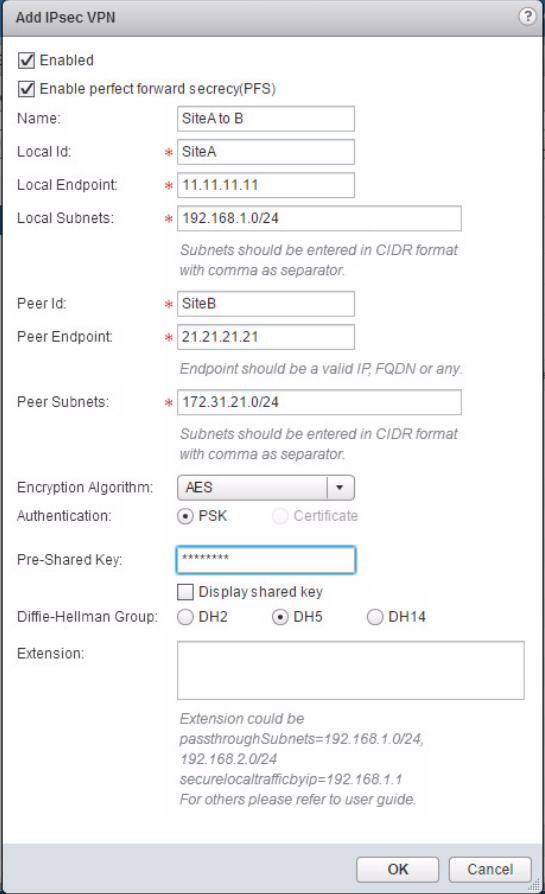 Add IPsec VPN
?
Enabled
Enable perfect forward secrecy(PFS)
Name: SiteA to B
Local Id: * SiteA
Local Endpoint: * 11.11.11.11
Local Subnets: * 192.168.1.0/24
Subnets should be entered in CIDR format
with comma as separator.
Peer Id: * SiteB
Peer Endpoint: * 21.21.21.21
Endpoint should be a valid IP, FQDN or any.
Peer Subnets: * 172.31.21.0/24
Subnets should be entered in CIDR format
with comma as separator.
Encryption Algorithm: AES
Authentication: PSK Certificate
Pre-Shared Key: ********
Display shared key
Diffie-Hellman Group: DH2 DH5 DH14
Extension:
Extension could be
passthroughSubnets=192.168.1.0/24,
192.168.2.0/24
securelocaltrafficbyip=192.168.1.1
For others please refer to user guide.
OK Cancel